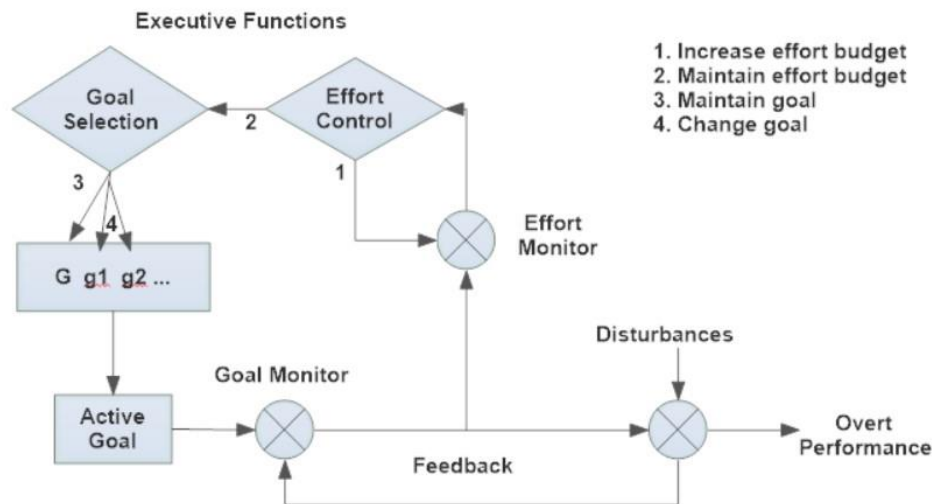 Executive Functions
1. Increase effort budget
2. Maintain effort budget
3. Maintain goal
4. Change goal
Goal
Selection
2
Effort
Control
1
3
4
Effort
Monitor
G g1 g2 ...
Disturbances
Goal Monitor
Active
Goal
Overt
Performance
Feedback